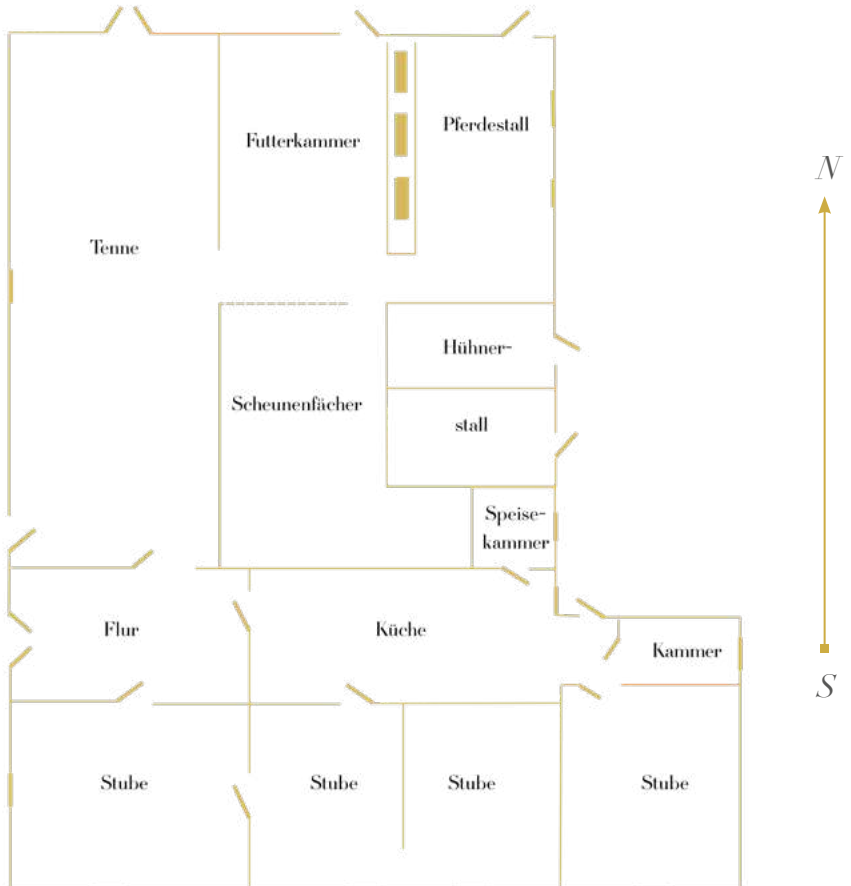 Futterkammer
Pferdestall
N
Tenne
Hühner-
Scheunenfächer
stall
Speise-
kammer
Flur
Küche
Kammer
S
Stube
Stube
Stube
Stube